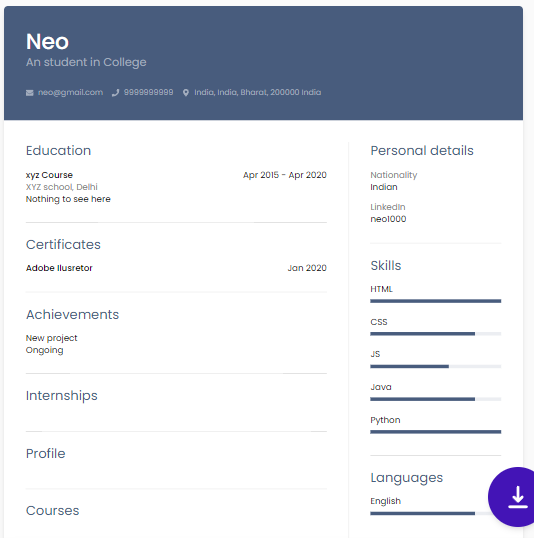 Neo
An student in College
neo@gmail.com 9999999999 India, India, Bharat, 200000 India
Education
xyz Course Apr 2015 - Apr 2020
XYZ school, Delhi
Nothing to see here
Certificates
Adobe Ilusretor Jan 2020
Achievements
New project
Ongoing
Internships
Profile
Courses
Personal details
Nationality
Indian
LinkedIn
neo1000
Skills
HTML
CSS
JS
Java
Python
Languages
English